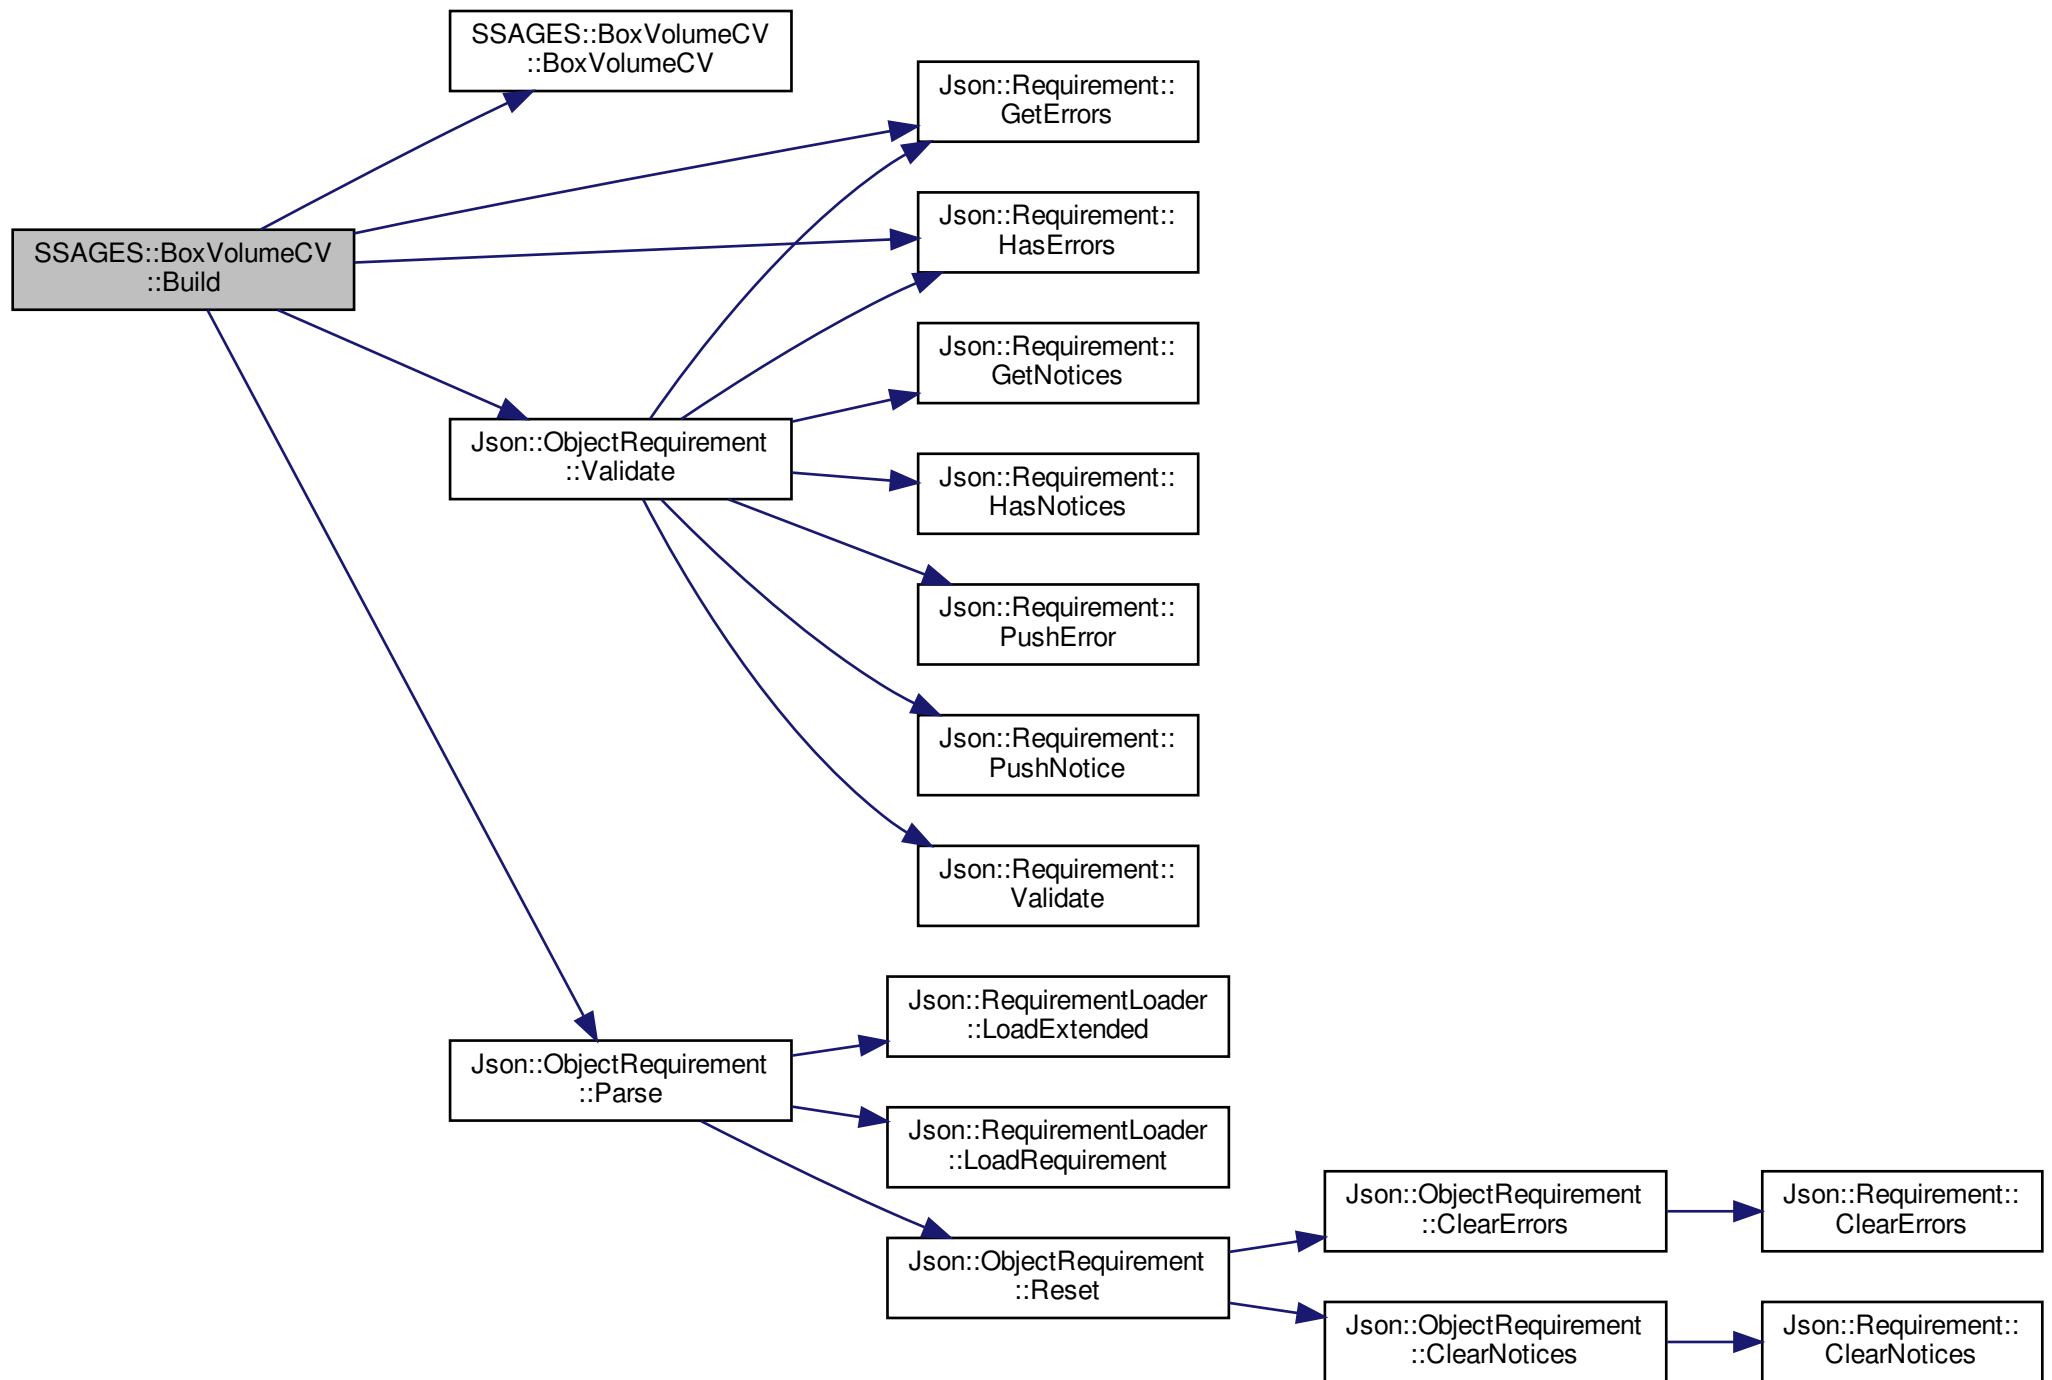 SSAGES::BoxVolumeCV
::BoxVolumeCV
Json::Requirement::
GetErrors
Json::Requirement::
HasErrors
SSAGES::BoxVolumeCV
::Build
Json::Requirement::
GetNotices
Json::ObjectRequirement
::Validate
Json::Requirement::
HasNotices
Json::Requirement::
PushError
Json::Requirement::
PushNotice
Json::Requirement::
Validate
Json::RequirementLoader
::LoadExtended
Json::ObjectRequirement
::Parse
Json::RequirementLoader
::LoadRequirement
Json::ObjectRequirement
::Reset
Json::ObjectRequirement
::ClearErrors
Json::Requirement::
ClearErrors
Json::ObjectRequirement
::ClearNotices
Json::Requirement::
ClearNotices